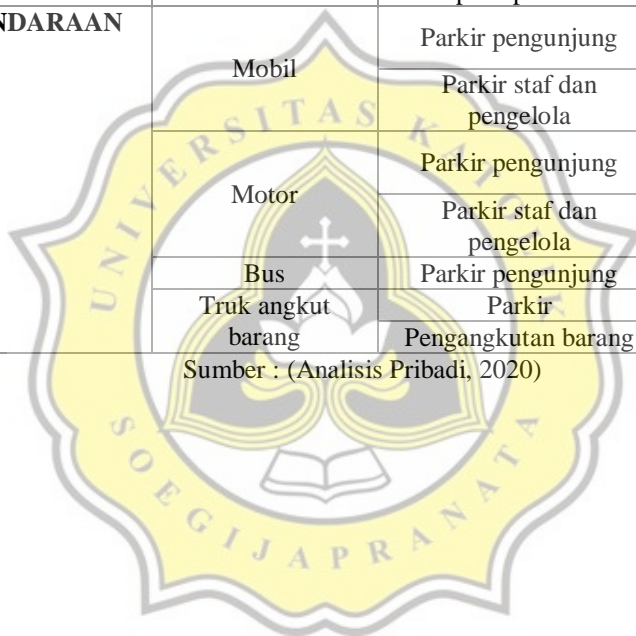 NDARAAN
Mobil
Parkir pengunjung
Parkir staf dan
pengelola
Motor
Parkir pengunjung
Parkir staf dan
pengelola
Bus
Parkir pengunjung
Truk angkut
barang
Parkir
Pengangkutan barang
Sumber : (Analisis Pribadi, 2020)
UNIVERSITAS KATOLIK
SOEGIJAPRANATA